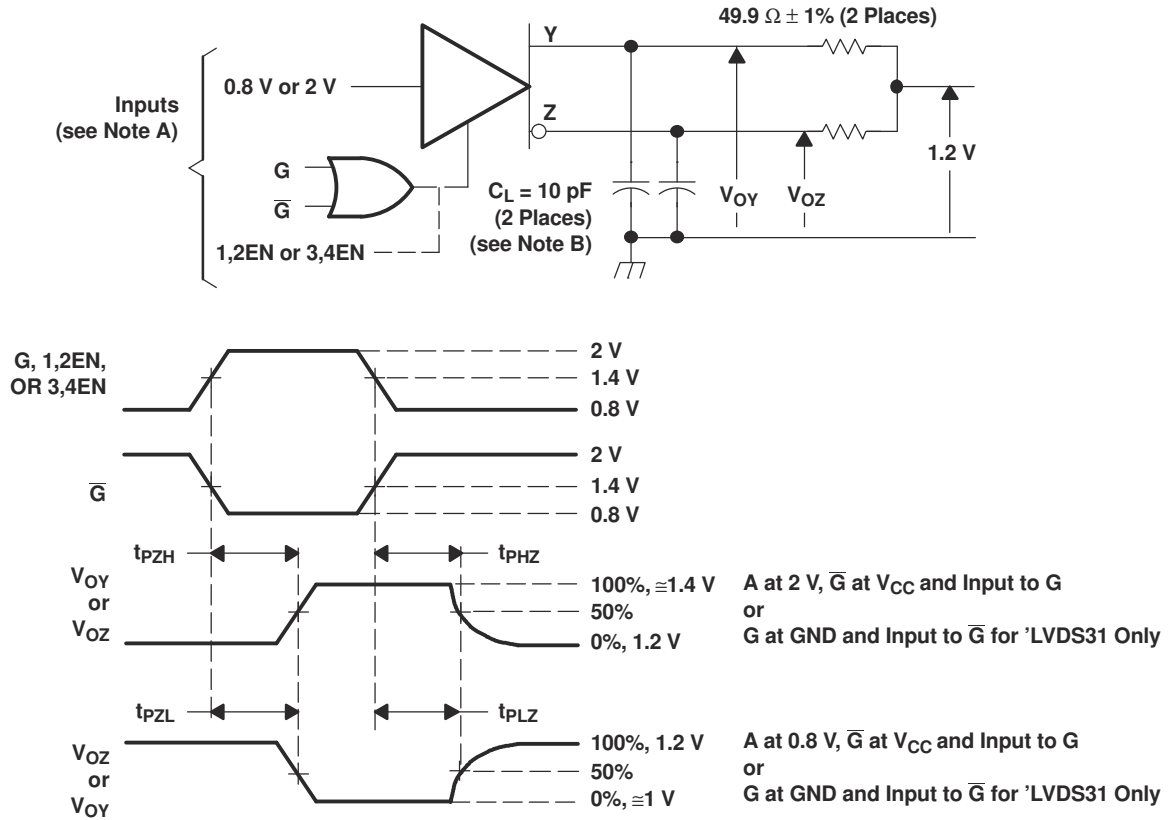 49.9 Ω ± 1% (2 Places)
Y
0.8 V or 2 V
Inputs
(see Note A)
Z
1.2 V
G
G̅
C_L = 10 pF
(2 Places)
(see Note B)
V_OY
V_OZ
1,2EN or 3,4EN
G, 1,2EN,
OR 3,4EN
2 V
1.4 V
0.8 V
G̅
2 V
1.4 V
0.8 V
t_PZH
t_PHZ
V_OY
or
V_OZ
100%, ≅1.4 V
50%
0%, 1.2 V
A at 2 V, G̅ at V_CC and Input to G
or
G at GND and Input to G̅ for ’LVDS31 Only
t_PZL
t_PLZ
V_OZ
or
V_OY
100%, 1.2 V
50%
0%, ≅1 V
A at 0.8 V, G̅ at V_CC and Input to G
or
G at GND and Input to G̅ for ’LVDS31 Only